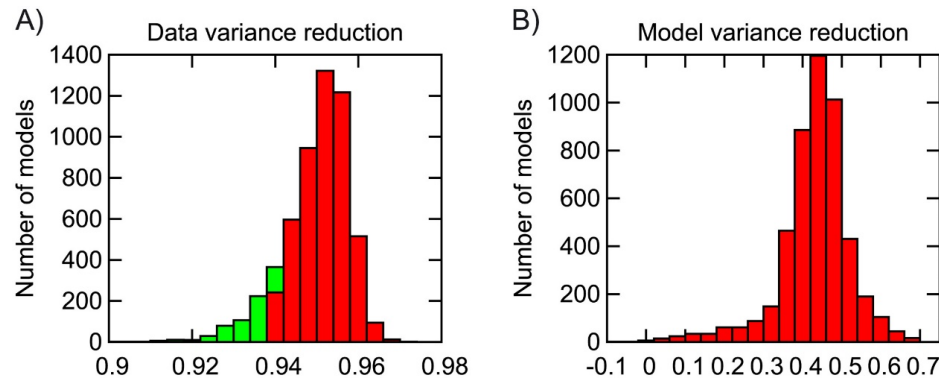 A)
Data variance reduction
Number of models
1400
1200
1000
800
600
400
200
0
0.9 0.92 0.94 0.96 0.98
B)
Model variance reduction
Number of models
1200
1000
800
600
400
200
0
-0.1 0 0.1 0.2 0.3 0.4 0.5 0.6 0.7